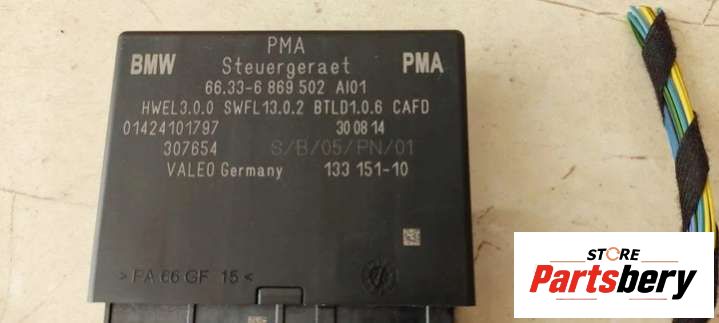 PMA
BMW Steuergeraet PMA
66.33-6 869 502 AI01
HWEL3.0.0 SWFL13.0.2 BTLD1.0.6 CAFD
01424101797 30 08 14
307654 S/B/05/PN/01
VALEO Germany 133 151-10
>PA 66 GF 15<
STORE
Partsbery